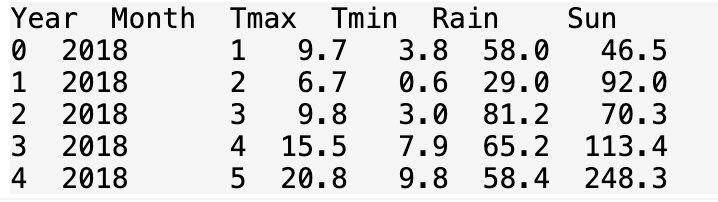 Year  Month  Tmax  Tmin  Rain    Sun
0  2018      1   9.7   3.8  58.0   46.5
1  2018      2   6.7   0.6  29.0   92.0
2  2018      3   9.8   3.0  81.2   70.3
3  2018      4  15.5   7.9  65.2  113.4
4  2018      5  20.8   9.8  58.4  248.3